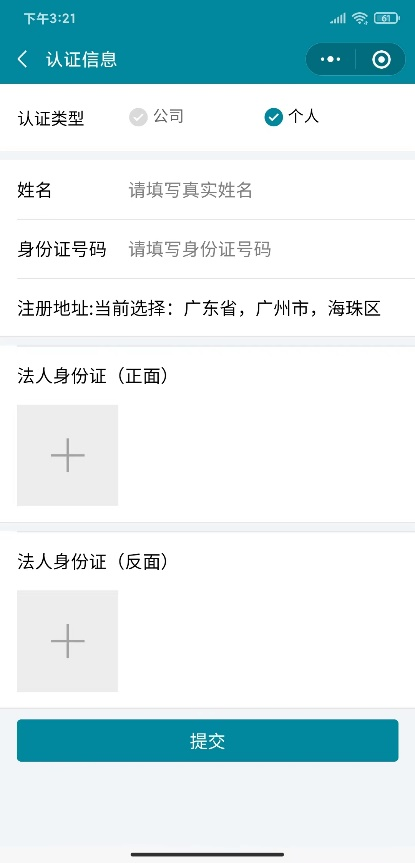 下午3:21
61
认证信息
认证类型 公司 个人
姓名 请填写真实姓名
身份证号码 请填写身份证号码
注册地址:当前选择：广东省，广州市，海珠区
法人身份证（正面）
法人身份证（反面）
提交